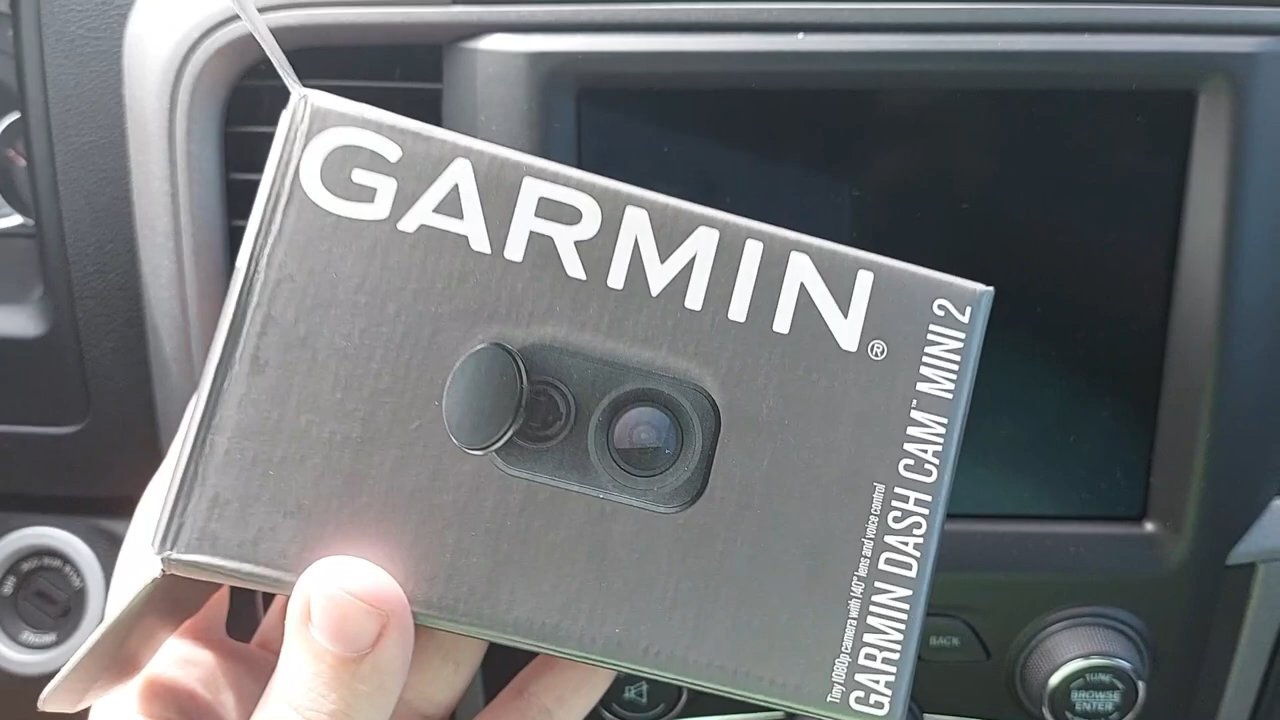 GARMIN®
Tiny 1080p camera with 140° lens and voice control
GARMIN DASH CAM™ MINI 2
BACK
TUNE
BROWSE
ENTER